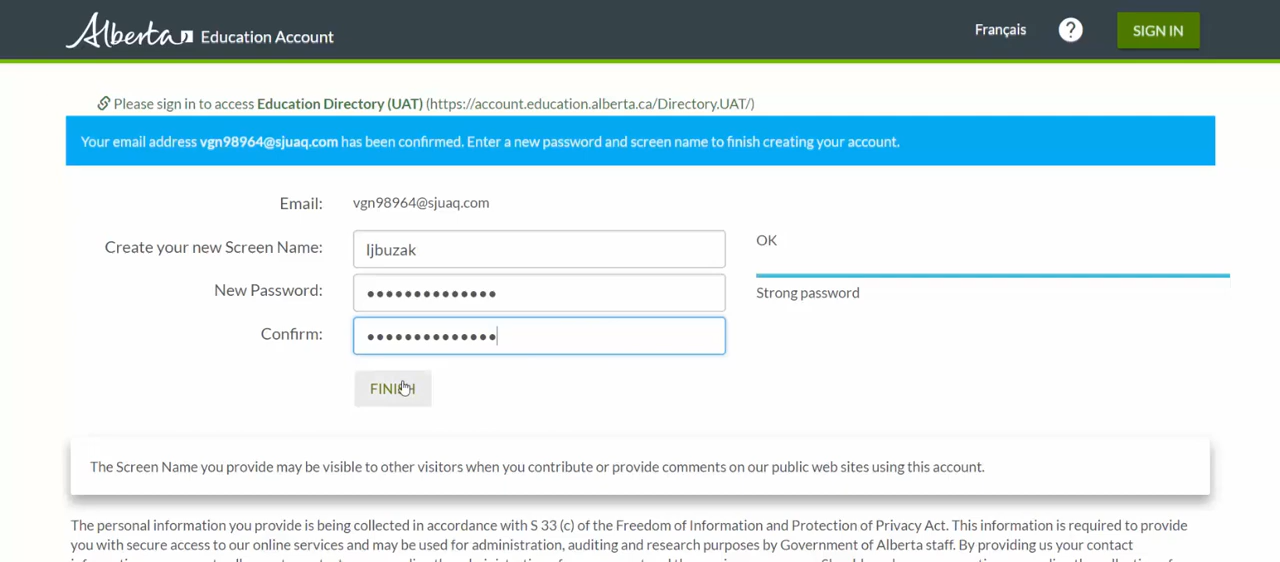 Alberta Education Account
Français
?
SIGN IN
Please sign in to access Education Directory (UAT) (https://account.education.alberta.ca/Directory.UAT/)
Your email address vgn98964@sjuaq.com has been confirmed. Enter a new password and screen name to finish creating your account.
Email: vgn98964@sjuaq.com
Create your new Screen Name: ljbuzak OK
New Password: ●●●●●●●●●●●●●● Strong password
Confirm: ●●●●●●●●●●●●●●
FINISH
The Screen Name you provide may be visible to other visitors when you contribute or provide comments on our public web sites using this account.
The personal information you provide is being collected in accordance with S 33 (c) of the Freedom of Information and Protection of Privacy Act. This information is required to provide
you with secure access to our online services and may be used for administration, auditing and research purposes by Government of Alberta staff. By providing us your contact